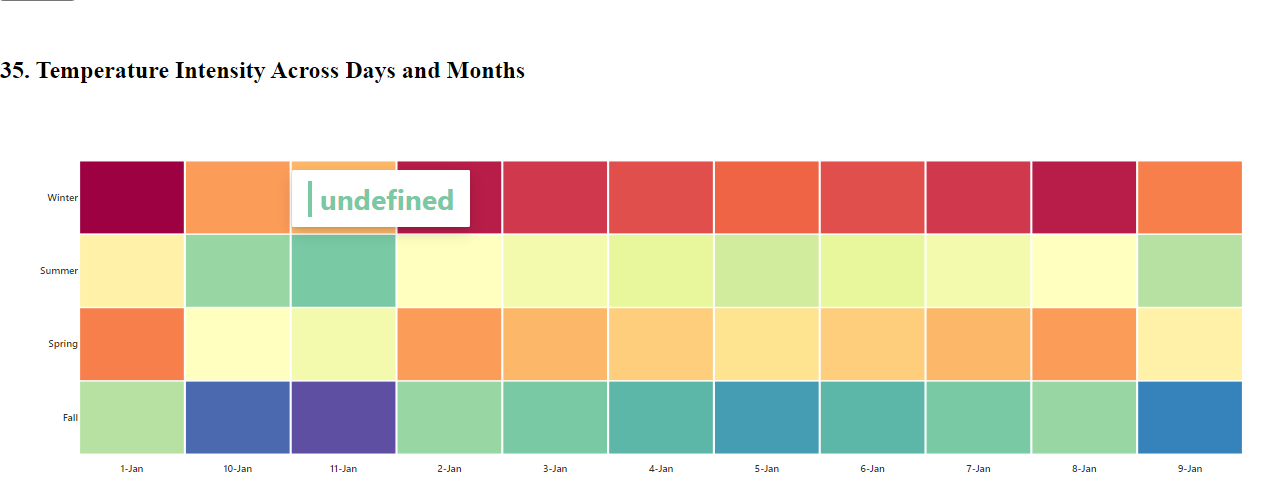 35. Temperature Intensity Across Days and Months
undefined
Winter
Summer
Spring
Fall
1-Jan 10-Jan 11-Jan 2-Jan 3-Jan 4-Jan 5-Jan 6-Jan 7-Jan 8-Jan 9-Jan